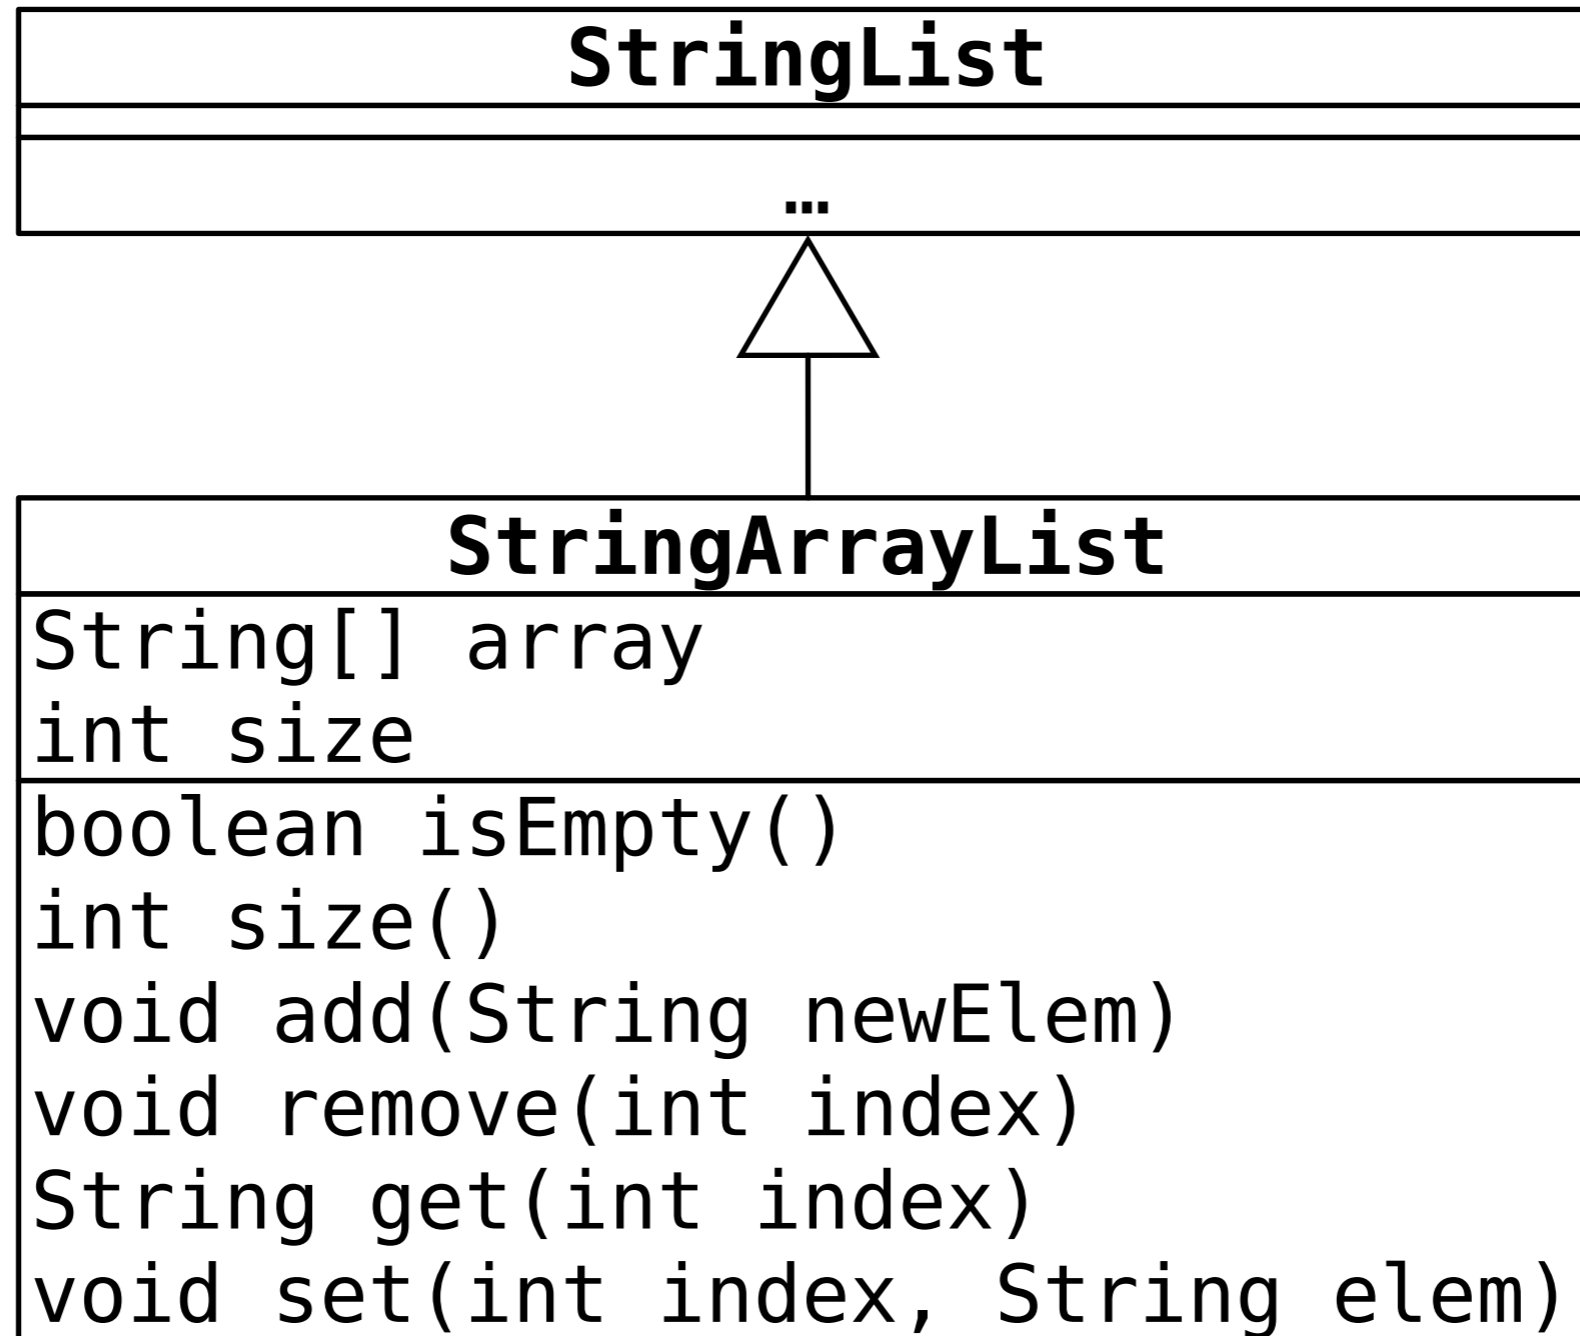 StringList
…
StringArrayList
String[] array
int size
boolean isEmpty()
int size()
void add(String newElem)
void remove(int index)
String get(int index)
void set(int index, String elem)